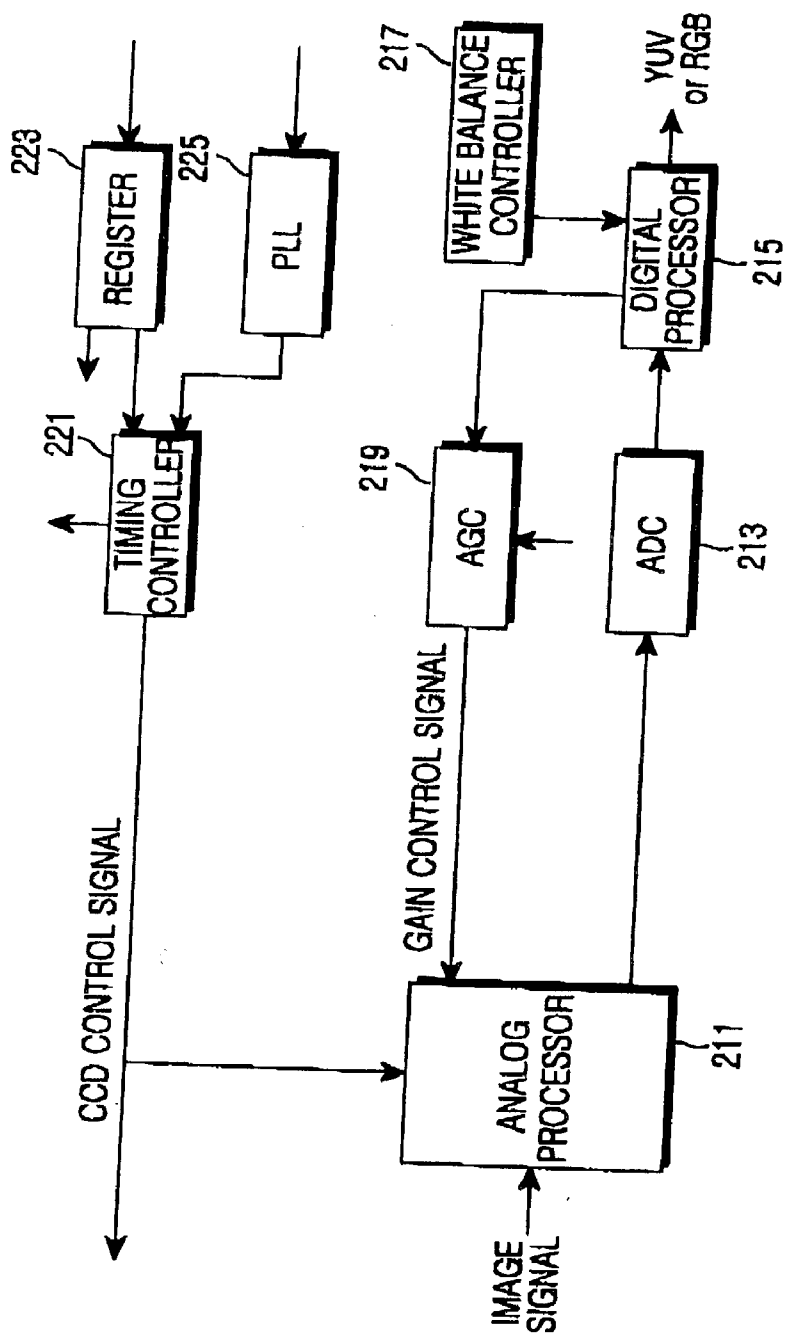 CCD CONTROL SIGNAL
221
TIMING
CONTROLLER
223
REGISTER
225
PLL
IMAGE
SIGNAL
ANALOG
PROCESSOR
211
GAIN CONTROL SIGNAL
219
AGC
ADC
213
217
WHITE BALANCE
CONTROLLER
DIGITAL
PROCESSOR
215
YUV
or RGB